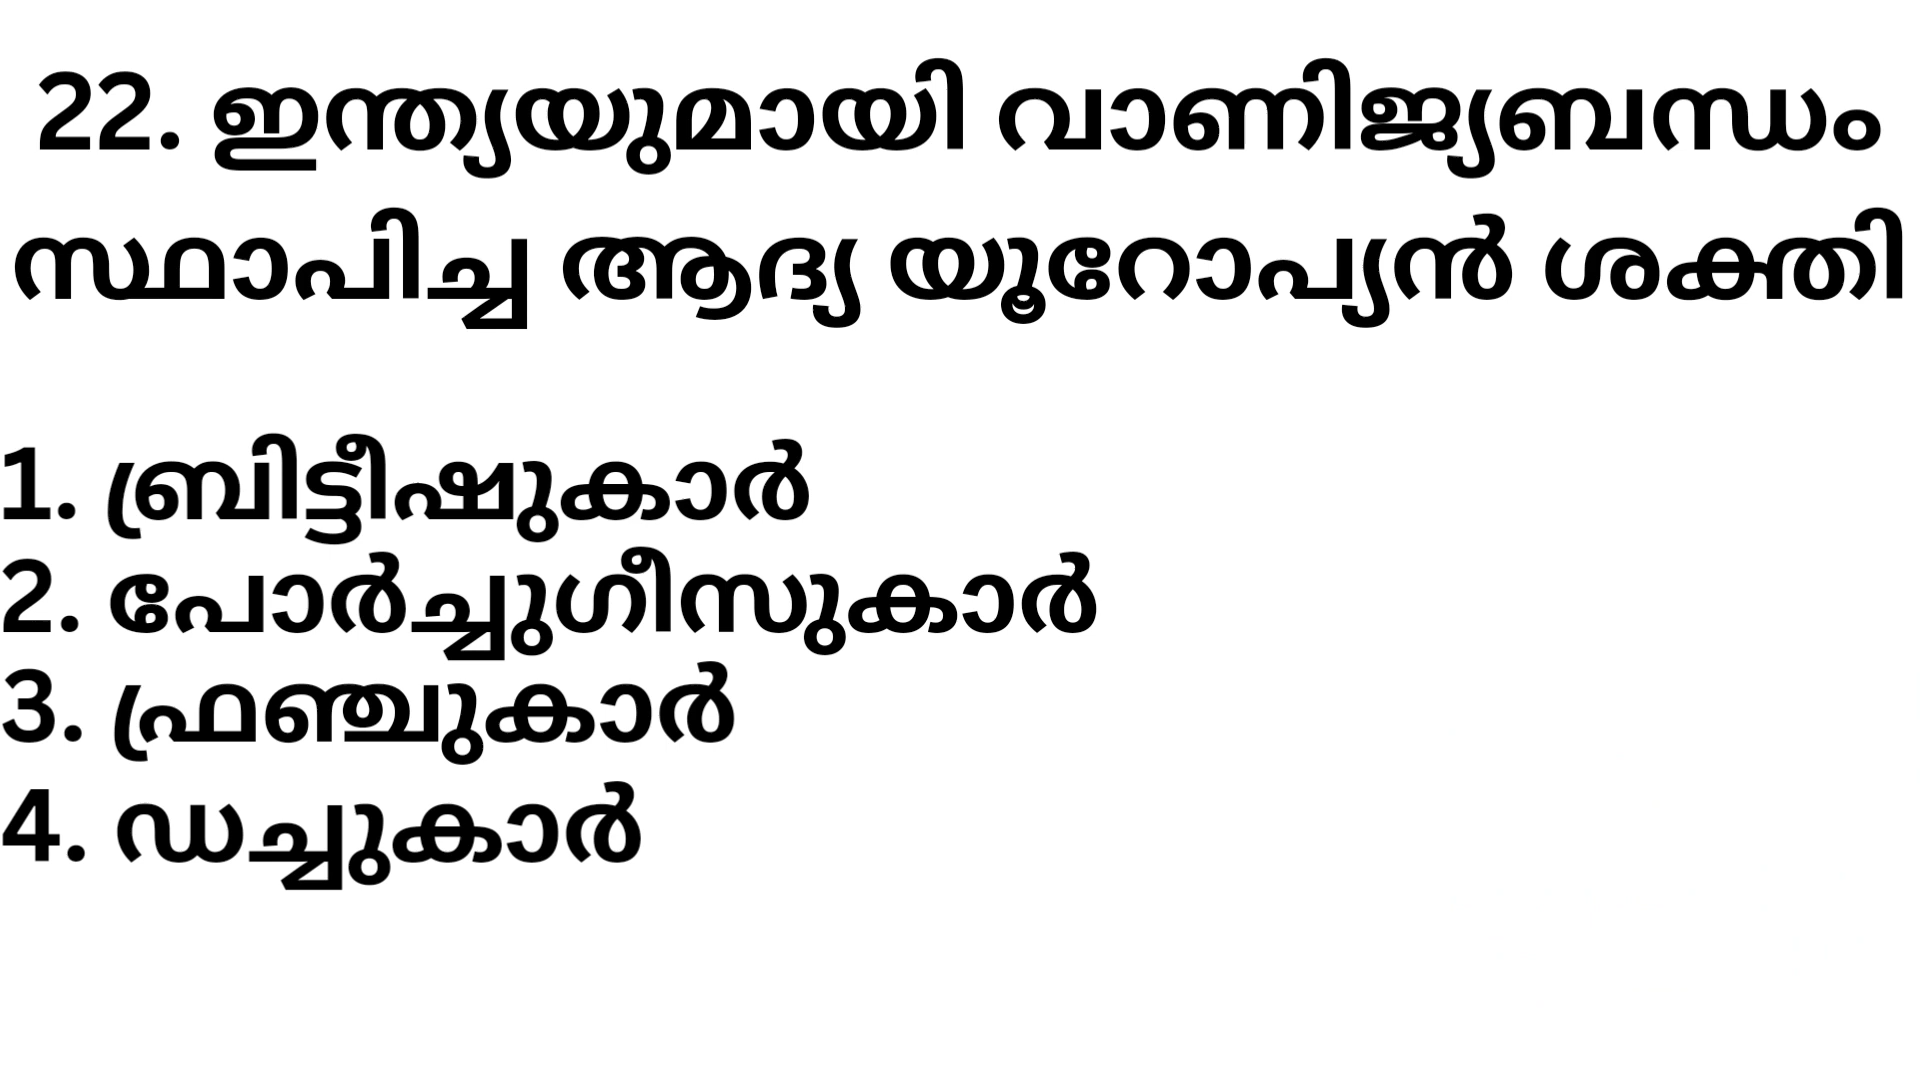 22. ഇന്ത്യയുമായി വാണിജ്യബന്ധം
സ്ഥാപിച്ച ആദ്യ യൂറോപ്യൻ ശക്തി
1. ബ്രിട്ടീഷുകാർ
2. പോർച്ചുഗീസുകാർ
3. ഫ്രഞ്ചുകാർ
4. ഡച്ചുകാർ